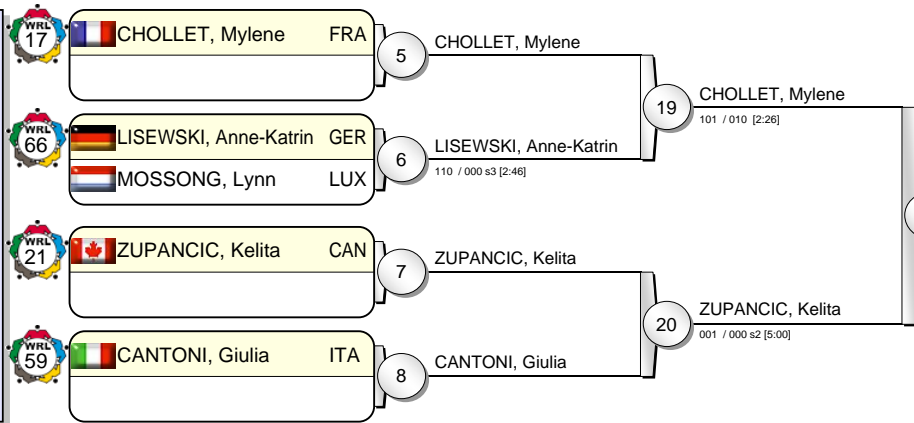 WRL
17
CHOLLET, Mylene FRA
5
CHOLLET, Mylene
19
CHOLLET, Mylene
101 / 010 [2:26]
WRL
66
LISEWSKI, Anne-Katrin GER
MOSSONG, Lynn LUX
6
LISEWSKI, Anne-Katrin
110 / 000 s3 [2:46]
WRL
21
ZUPANCIC, Kelita CAN
7
ZUPANCIC, Kelita
20
ZUPANCIC, Kelita
001 / 000 s2 [5:00]
WRL
59
CANTONI, Giulia ITA
8
CANTONI, Giulia